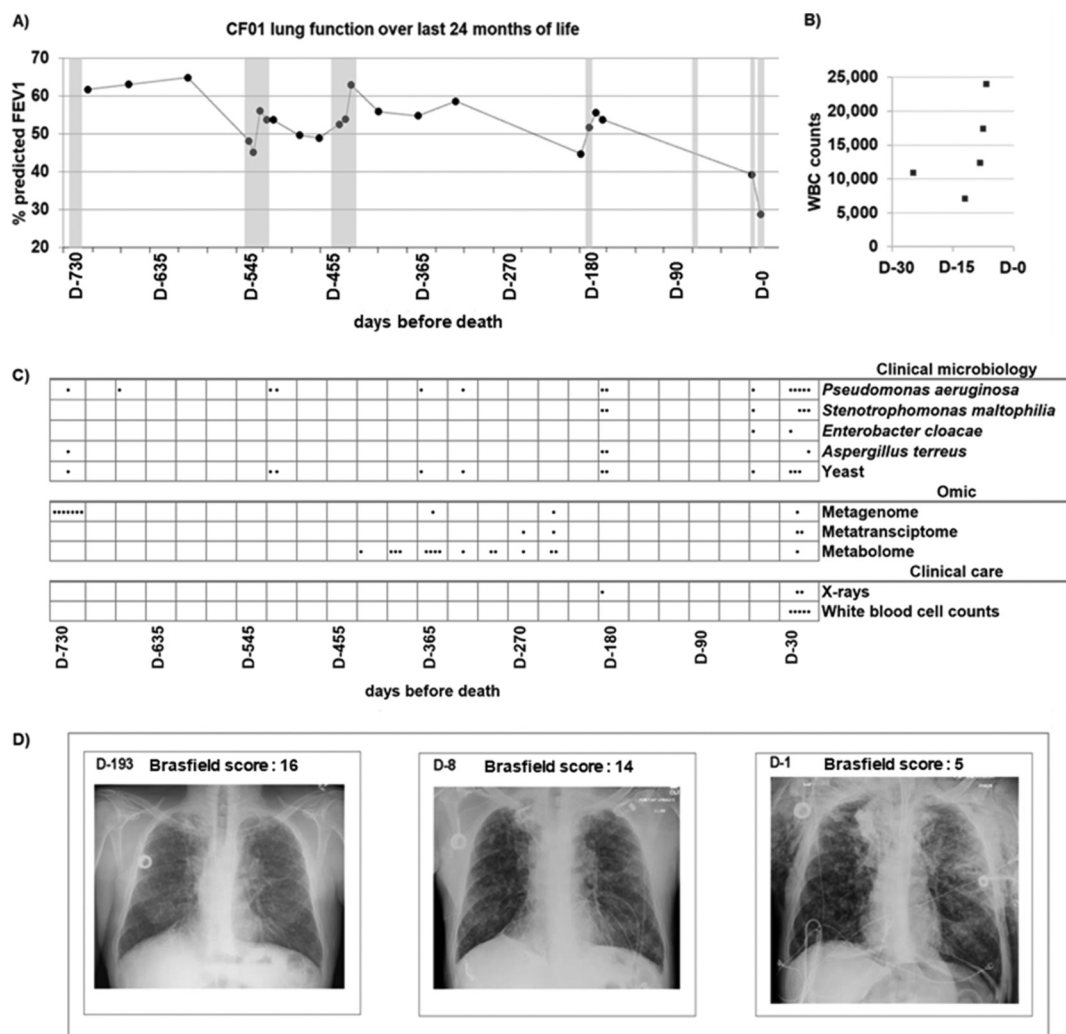 A)
CF01 lung function over last 24 months of life
% predicted FEV1
70
60
50
40
30
20
D-730
D-635
D-545
D-455
D-365
D-270
D-180
D-90
D-0
days before death
B)
WBC counts
25,000
20,000
15,000
10,000
5,000
0
D-30
D-15
D-0
C)
Clinical microbiology
Pseudomonas aeruginosa
Stenotrophomonas maltophilia
Enterobacter cloacae
Aspergillus terreus
Yeast
Omic
Metagenome
Metatransciptome
Metabolome
Clinical care
X-rays
White blood cell counts
D-730
D-635
D-545
D-4555
D-365
D-270
D-180
D-90
D-30
days before death
D)
D-193 Brasfield score: 16
D-8 Brasfield score: 14
D-1 Brasfield score: 5